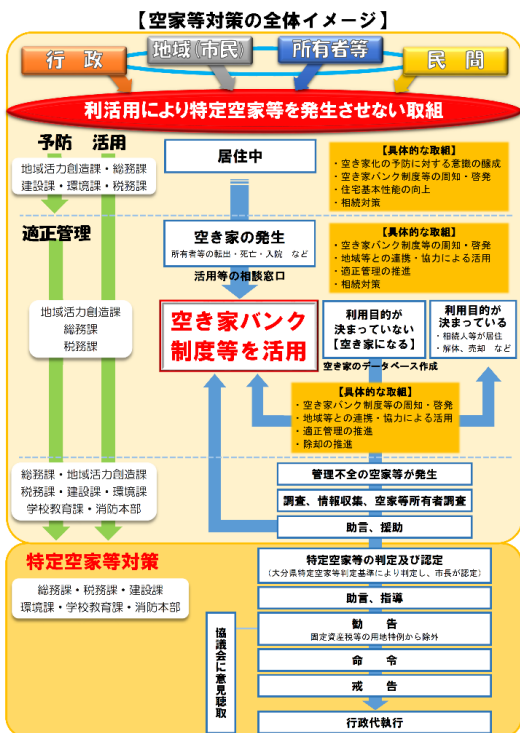 【空家等対策の全体イメージ】
行 政
地域(市民)
所有者等
民 間
利活用により特定空家等を発生させない取組
予防 活用
地域活力創造課・総務課
建設課・環境課・税務課
居住中
【具体的な取組】
・空き家化の予防に対する意識の醸成
・空き家バンク制度等の周知・啓発
・住宅基本性能の向上
・相続対策
適正管理
空き家の発生
所有者等の転出・死亡・入院 など
【具体的な取組】
・空き家バンク制度等の周知・啓発
・地域等との連携・協力による活用
・適正管理の推進
・相続対策
活用等の相談窓口
地域活力創造課
総務課
税務課
空き家バンク
制度等を活用
利用目的が
決まっていない
【空き家になる】
利用目的が
決まっている
・相続人等が居住
・解体、売却 など
空き家のデータベース作成
【具体的な取組】
・空き家バンク制度等の周知・啓発
・地域等との連携・協力による活用
・適正管理の推進
・除却の推進
総務課・地域活力創造課
税務課・建設課・環境課
学校教育課・消防本部
管理不全の空家等が発生
調査、情報収集、空家等所有者調査
助言、援助
特定空家等対策
総務課・税務課・建設課
環境課・学校教育課・消防本部
特定空家等の判定及び認定
(大分県特定空家等判定基準により判定し、市長が認定)
助言、指導
勧 告
固定資産税等の用地特例から除外
命 令
戒 告
行政代執行
協議会に意見聴取